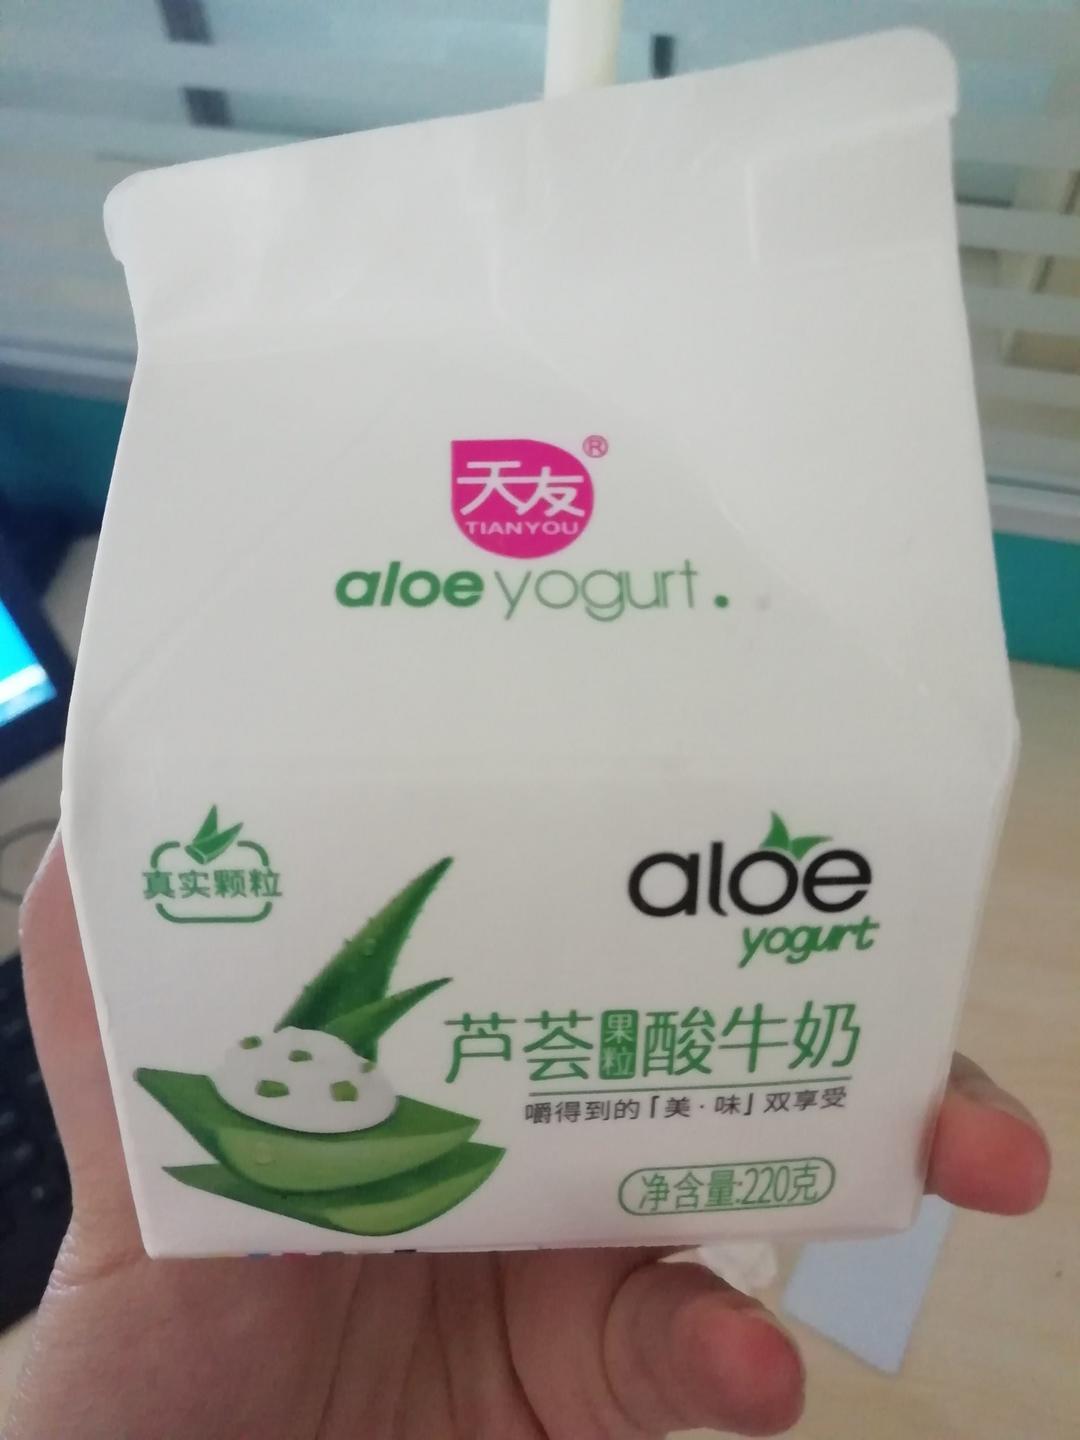 天友®
TIANYOU
aloe yogurt.
真实颗粒
aloe
yogurt
芦荟果粒酸牛奶
嚼得到的「美·味」双享受
净含量:220克